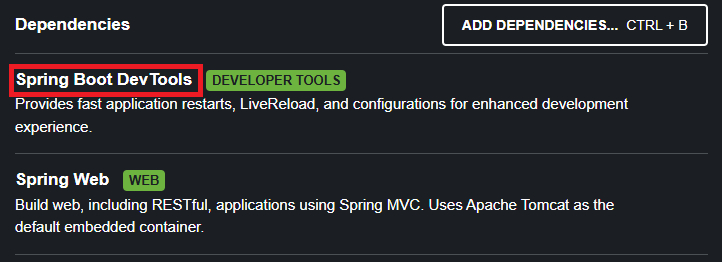 Dependencies
ADD DEPENDENCIES... CTRL + B
Spring Boot DevTools DEVELOPER TOOLS
Provides fast application restarts, LiveReload, and configurations for enhanced development
experience.
Spring Web WEB
Build web, including RESTful, applications using Spring MVC. Uses Apache Tomcat as the
default embedded container.